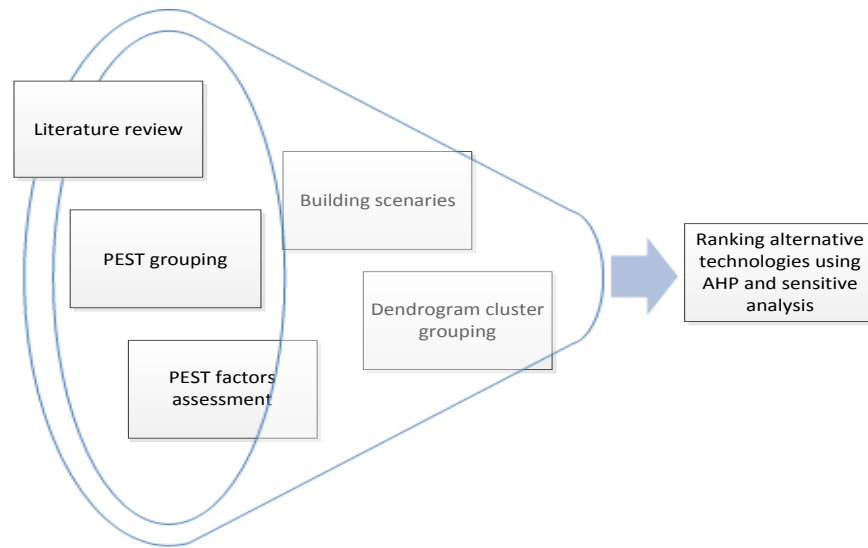 Literature review
Building scenaries
PEST grouping
Dendrogram cluster
grouping
PEST factors
assessment
Ranking alternative
technologies using
AHP and sensitive
analysis